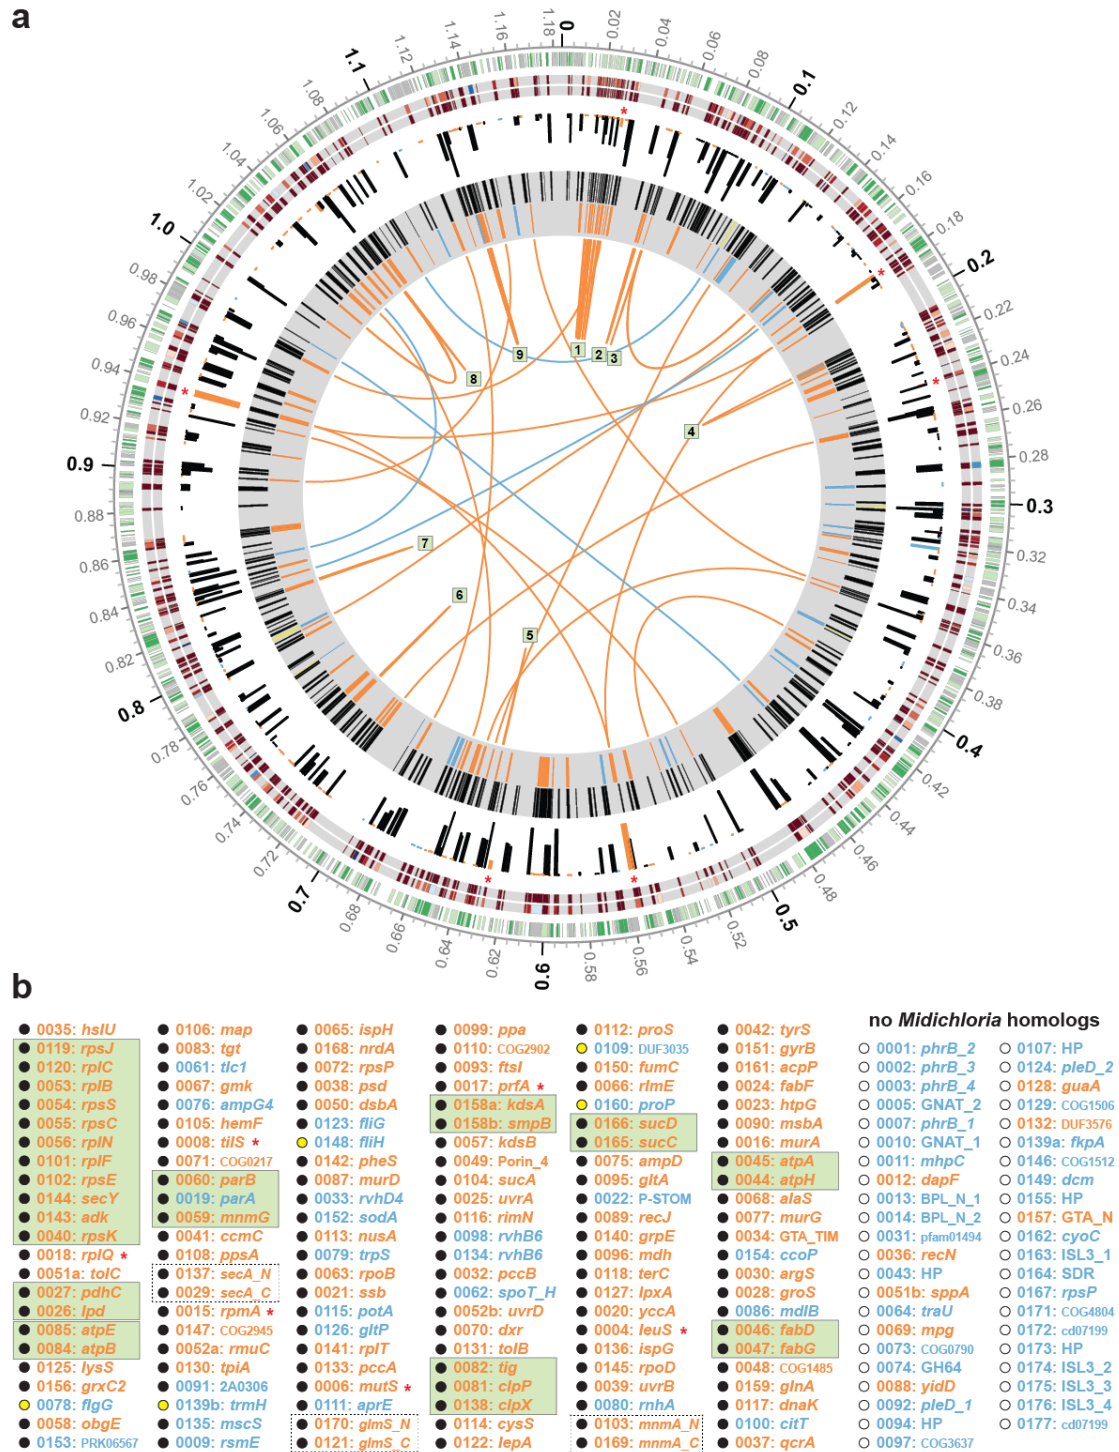 a
0
0.02
0.04
0.06
0.08
0.1
0.12
0.14
0.16
0.18
0.2
0.22
0.24
0.26
0.28
0.3
0.32
0.34
0.36
0.38
0.4
0.42
0.44
0.46
0.48
0.5
0.52
0.54
0.56
0.58
0.6
0.62
0.64
0.66
0.68
0.7
0.72
0.74
0.76
0.78
0.8
0.82
0.84
0.86
0.88
0.9
0.92
0.94
0.96
0.98
1.0
1.02
1.04
1.06
1.08
1.1
1.12
1.14
1.16
1.18
*
*
*
*
*
*
1
2
3
4
5
6
7
8
9
b
0035: hslU
0119: rpsJ
0120: rplC
0053: rplB
0054: rpsS
0055: rpsC
0056: rplN
0101: rplF
0102: rpsE
0144: secY
0143: adk
0040: rpsK
0018: rplQ *
0051a: tolC
0027: pdhC
0026: lpd
0085: atpE
0084: atpB
0125: lysS
0156: grxC2
0078: flgG
0058: obgE
0153: PRK06567
0106: map
0083: tgt
0061: tlc1
0067: gmk
0076: ampG4
0105: hemF
0008: tilS *
0071: COG0217
0060: parB
0019: parA
0059: mnmG
0041: ccmC
0108: ppsA
0137: secA_N
0029: secA_C
0015: rpmA *
0147: COG2945
0052a: rmuC
0130: tpiA
0091: 2A0306
0139b: trmH
0135: mscS
0009: rsmE
0065: ispH
0168: nrdA
0072: rpsP
0038: psd
0050: dsbA
0123: fliG
0148: fliH
0142: pheS
0087: murD
0033: rvhD4
0152: sodA
0113: nusA
0079: trpS
0063: rpoB
0021: ssb
0115: potA
0126: gltP
0141: rplT
0133: pccA
0006: mutS *
0111: aprE
0170: glmS_N
0121: glmS_C
0099: ppa
0110: COG2902
0093: ftsI
0017: prfA *
0158a: kdsA
0158b: smpB
0057: kdsB
0049: Porin_4
0104: sucA
0025: uvrA
0116: rimN
0098: rvhB6
0134: rvhB6
0032: pccB
0062: spoT_H
0052b: uvrD
0070: dxr
0131: tolB
0082: tig
0081: clpP
0138: clpX
0114: cysS
0122: lepA
0112: proS
0109: DUF3035
0150: fumC
0066: rlmE
0160: proP
0166: sucD
0165: sucC
0075: ampD
0095: gltA
0022: P-STOM
0089: recJ
0140: grpE
0096: mdh
0118: terC
0127: lpxA
0020: yccA
0004: leuS *
0136: ispG
0145: rpoD
0039: uvrB
0080: rnhA
0103: mnmA_N
0169: mnmA_C
0042: tyrS
0151: gyrB
0161: acpP
0024: fabF
0023: htpG
0090: msbA
0016: murA
0045: atpA
0044: atpH
0068: alaS
0077: murG
0034: GTA_TIM
0154: ccoP
0030: argS
0028: groS
0086: mdlB
0046: fabD
0047: fabG
0048: COG1485
0159: glnA
0117: dnaK
0100: citT
0037: qcrA
no Midichloria homologs
0001: phrB_2
0002: phrB_3
0003: phrB_4
0005: GNAT_2
0007: phrB_1
0010: GNAT_1
0011: mhpC
0012: dapF
0013: BPL_N_1
0014: BPL_N_2
0031: pfam01494
0036: recN
0043: HP
0051b: sppA
0064: traU
0069: mpg
0073: COG0790
0074: GH64
0088: yidD
0092: pleD_1
0094: HP
0097: COG3637
0107: HP
0124: pleD_2
0128: guaA
0129: COG1506
0132: DUF3576
0139a: fkpA
0146: COG1512
0149: dcm
0155: HP
0157: GTA_N
0162: cyoC
0163: ISL3_1
0164: SDR
0167: rpsP
0171: COG4804
0172: cd07199
0173: HP
0174: ISL3_2
0175: ISL3_3
0176: ISL3_4
0177: cd07199